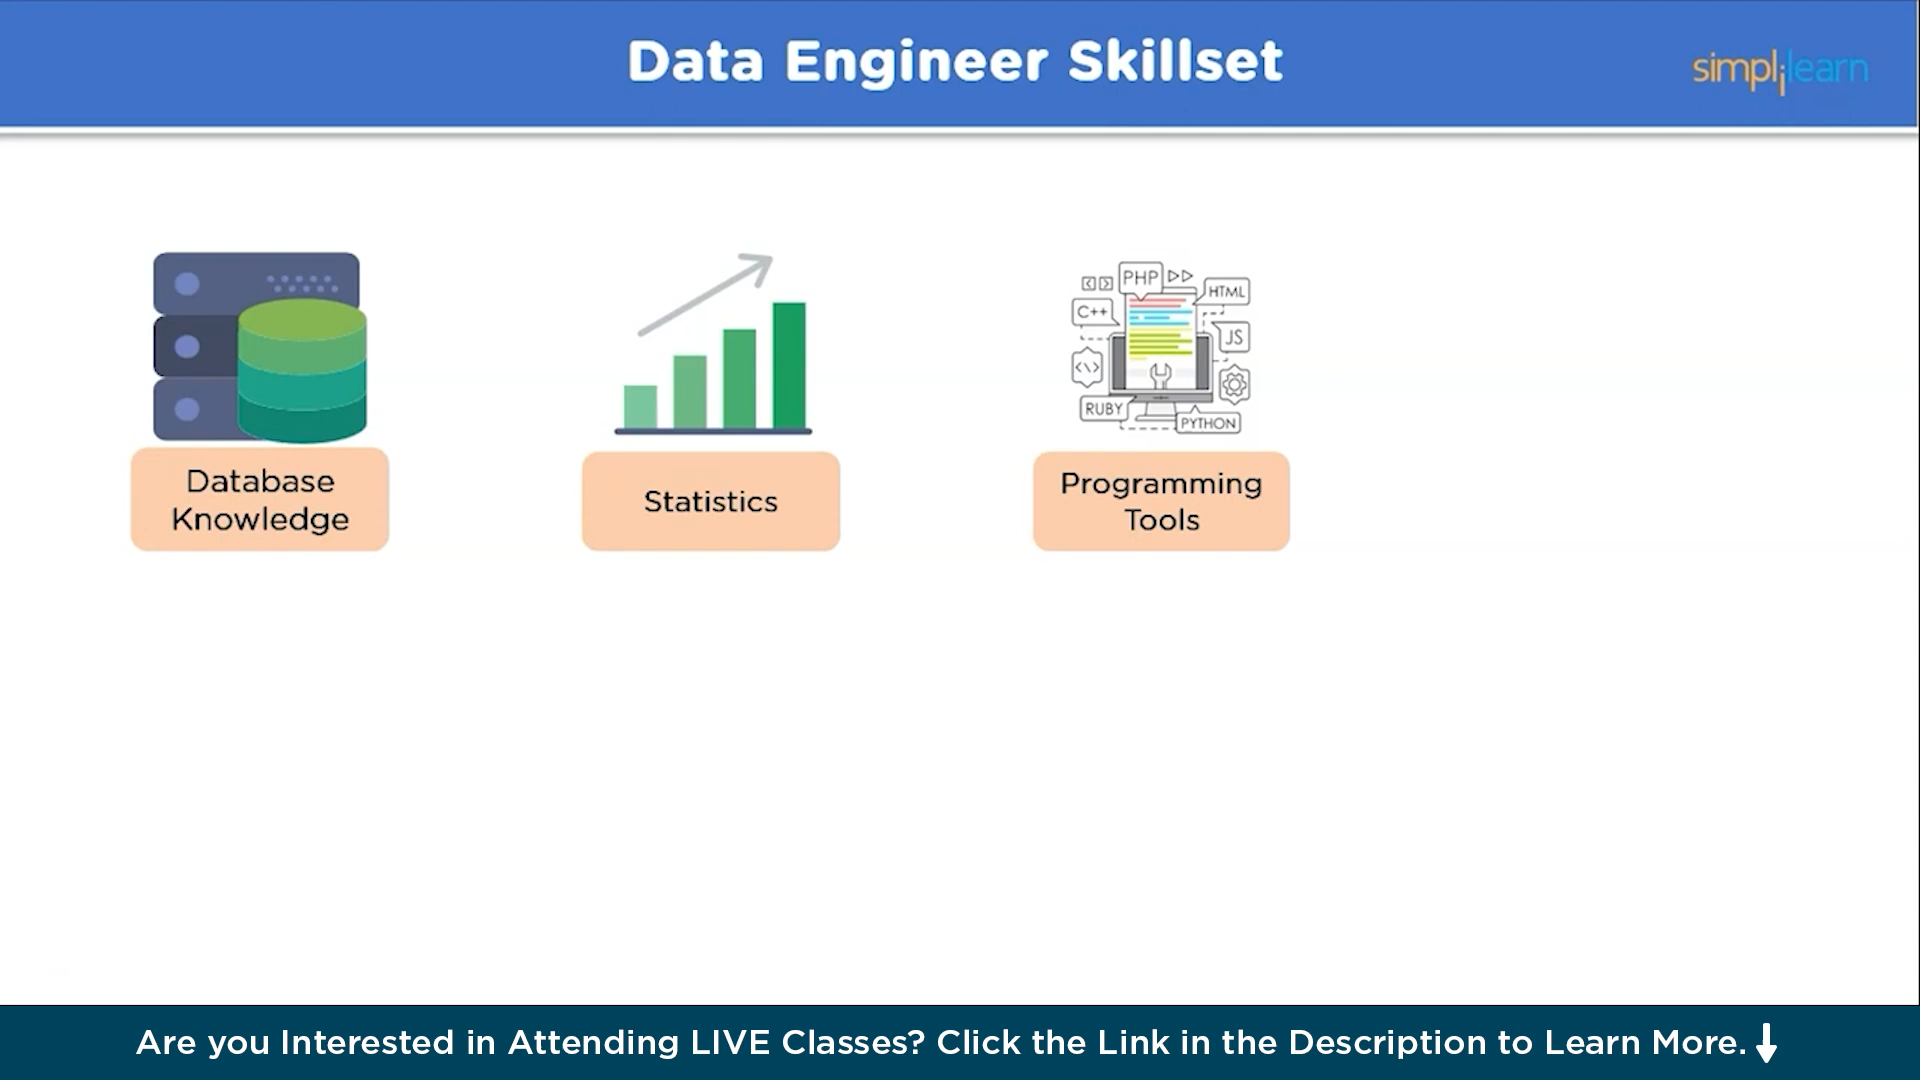 Data Engineer Skillset
simplilearn
PHP
HTML
C++
JS
RUBY
PYTHON
Database
Knowledge
Statistics
Programming
Tools
Are you Interested in Attending LIVE Classes? Click the Link in the Description to Learn More.